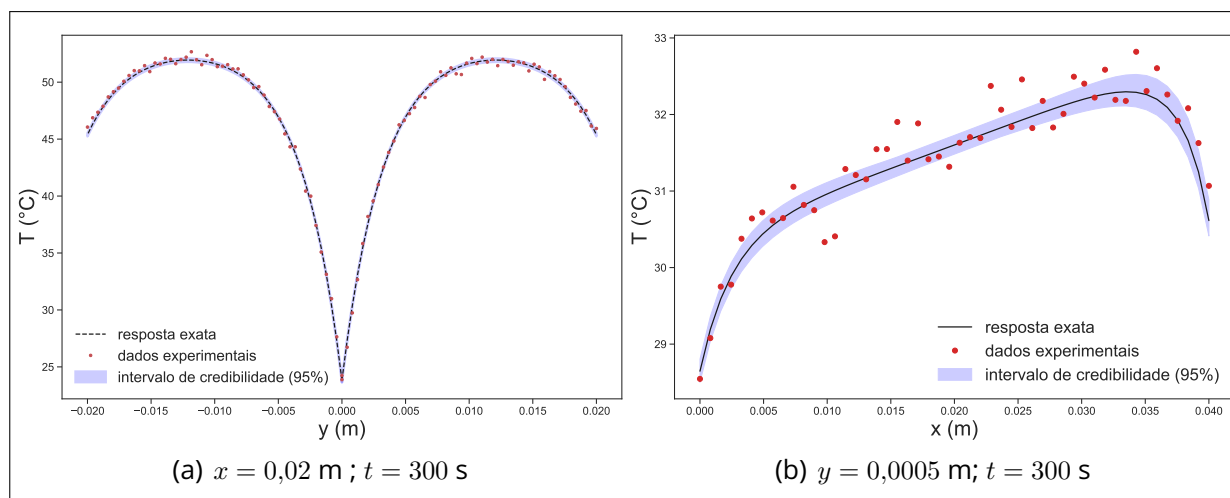 50
45
40
35
30
25
T (°C)
resposta exata
dados experimentais
intervalo de credibilidade (95%)
−0.020 −0.015 −0.010 −0.005 0.000 0.005 0.010 0.015 0.020
y (m)
(a) x = 0,02 m ; t = 300 s
33
32
31
30
29
T (°C)
resposta exata
dados experimentais
intervalo de credibilidade (95%)
0.000 0.005 0.010 0.015 0.020 0.025 0.030 0.035 0.040
x (m)
(b) y = 0,0005 m; t = 300 s